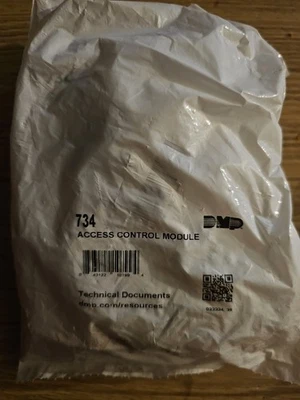 734
DMP
ACCESS CONTROL MODULE
Technical Documents
dmp.com/resources